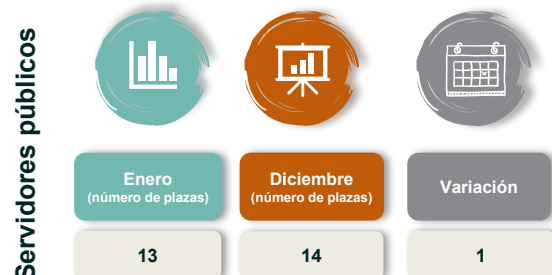 Servidores públicos
Enero
(número de plazas)
Diciembre
(número de plazas)
Variación
13
14
1